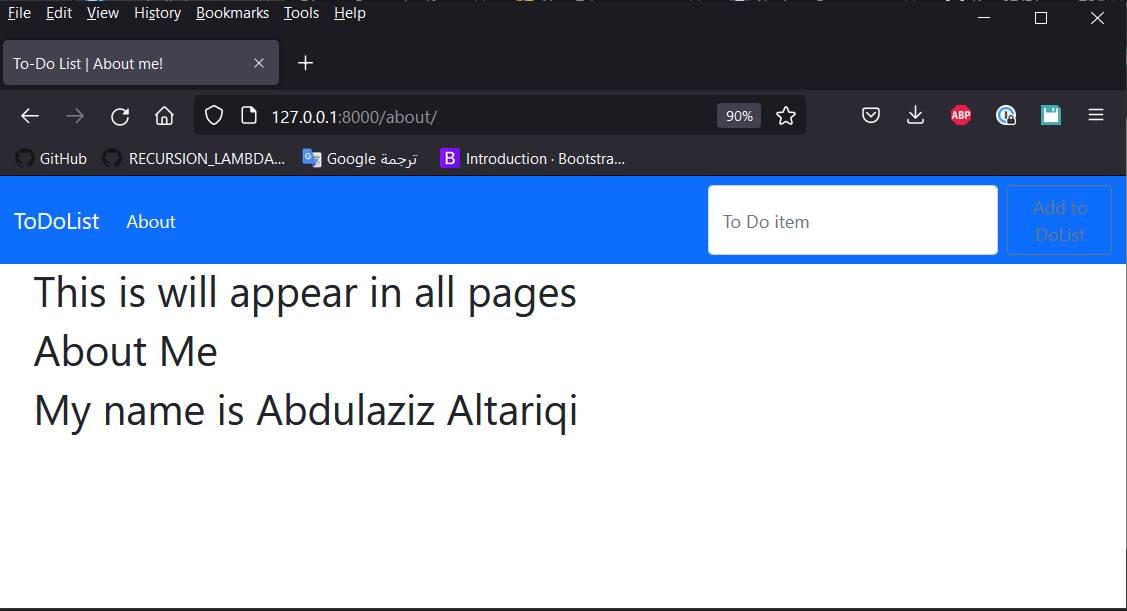 File Edit View History Bookmarks Tools Help
To-Do List | About me!
127.0.0.1:8000/about/ 90% ABP
GitHub RECURSION_LAMBDA... Google ترجمة B Introduction · Bootstra...
ToDoList About To Do item Add to
DoList
This is will appear in all pages
About Me
My name is Abdulaziz Altariqi